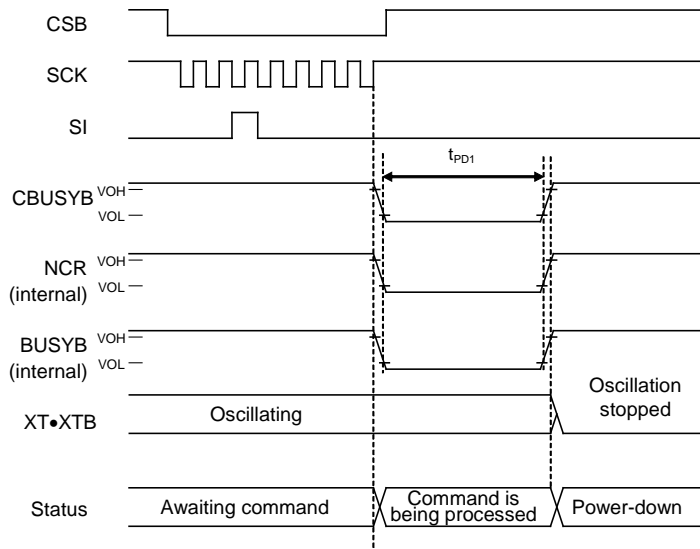 CSB
SCK
SI
t_PD1
CBUSYB
VOH
VOL
NCR
(internal)
VOH
VOL
BUSYB
(internal)
VOH
VOL
XT•XTB
Oscillating
Oscillation
stopped
Status
Awaiting command
Command is
being processed
Power-down